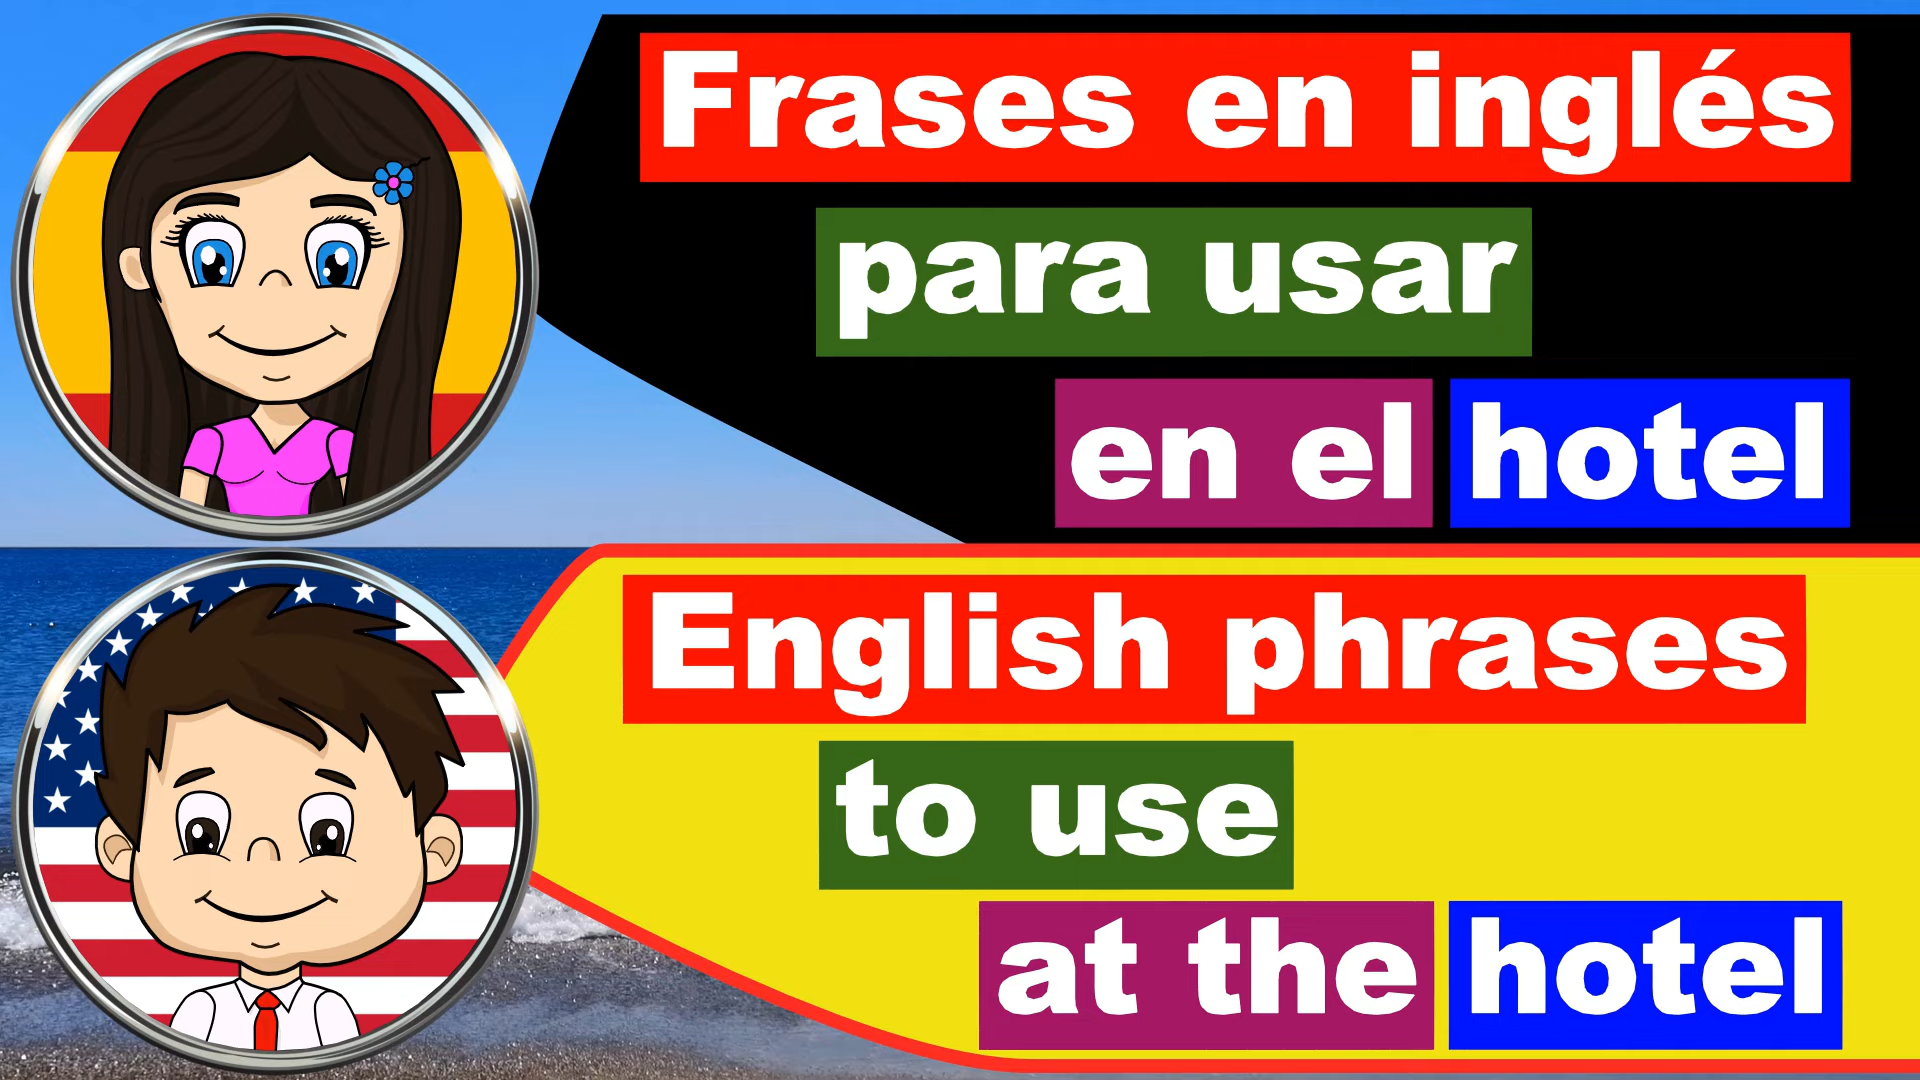 Frases en inglés
para usar
en el hotel
English phrases
to use
at the hotel